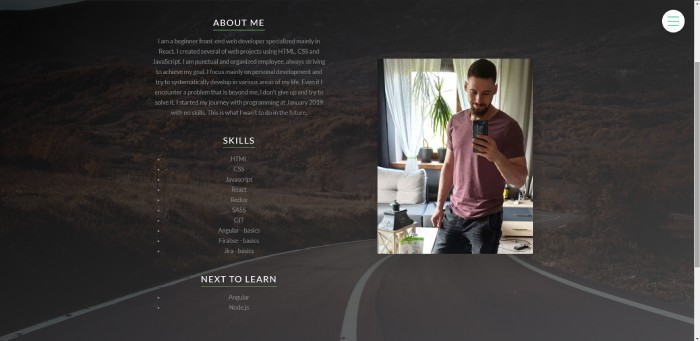 ABOUT ME
I am a beginner front-end web developer specialized mainly in
React. I created several of web projects using HTML, CSS and
JavaScript. I am punctual and organized employee, always striving
to achieve my goal. I focus mainly on personal development and
try to systematically develop in various areas of my life. Even if I
encounter a problem that is beyond me, I don't give up and try to
solve it. I started my journey with programming at January 2019
with no skills. This is what I want to do in the future.
SKILLS
HTML
CSS
Javascript
React
Redux
SASS
GIT
Angular - basics
Firabse - basics
Jira - basics
NEXT TO LEARN
Angular
Node.js